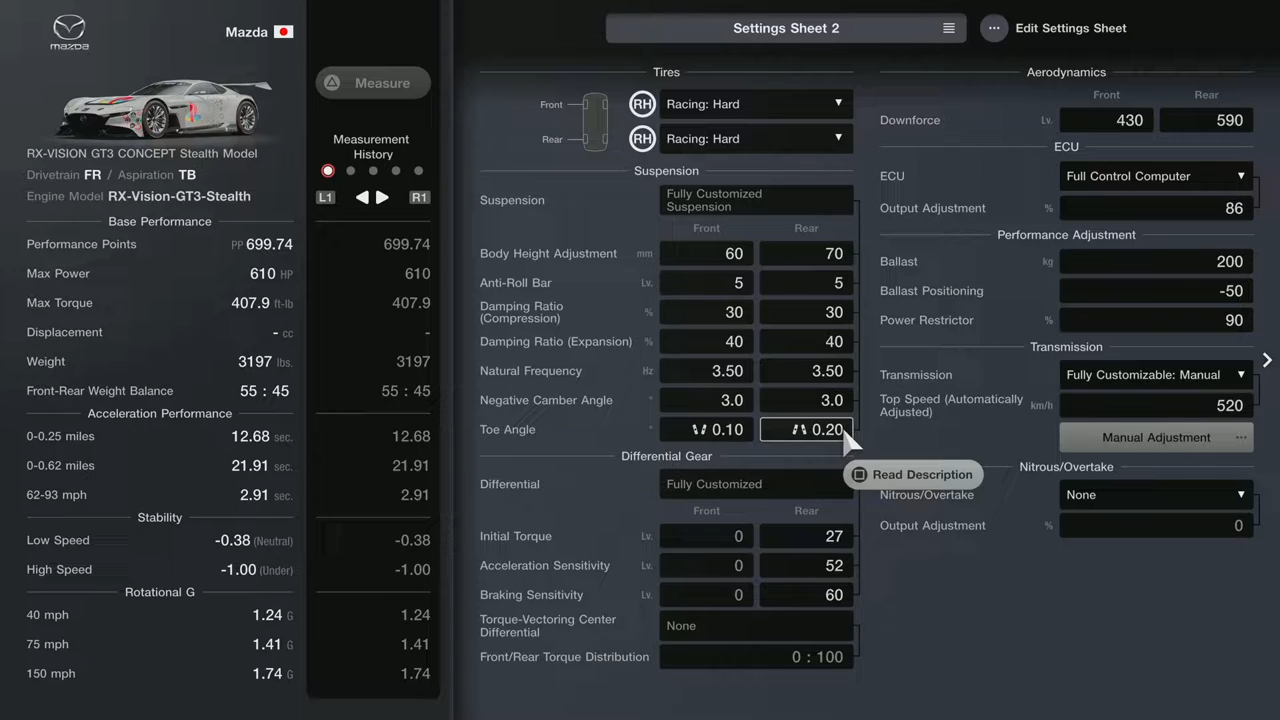 mazda
Mazda
RX-VISION GT3 CONCEPT Stealth Model
Drivetrain FR / Aspiration TB
Engine Model RX-Vision-GT3-Stealth
Base Performance
Performance Points PP 699.74
Max Power 610 HP
Max Torque 407.9 ft-lb
Displacement - cc
Weight 3197 lbs.
Front-Rear Weight Balance 55 : 45
Acceleration Performance
0-0.25 miles 12.68 sec.
0-0.62 miles 21.91 sec.
62-93 mph 2.91 sec.
Stability
Low Speed -0.38 (Neutral)
High Speed -1.00 (Under)
Rotational G
40 mph 1.24 G
75 mph 1.41 G
150 mph 1.74 G
Measure
Measurement
History
L1 R1
699.74
610
407.9
-
3197
55 : 45
12.68
21.91
2.91
-0.38
-1.00
1.24
1.41
1.74
Settings Sheet 2
Edit Settings Sheet
Tires
Front RH Racing: Hard
Rear RH Racing: Hard
Suspension
Suspension Fully Customized
Suspension
Front Rear
Body Height Adjustment mm 60 70
Anti-Roll Bar Lv. 5 5
Damping Ratio
(Compression) % 30 30
Damping Ratio (Expansion) % 40 40
Natural Frequency Hz 3.50 3.50
Negative Camber Angle ° 3.0 3.0
Toe Angle ° 0.10 0.20
Differential Gear
Differential Fully Customized
Front Rear
Initial Torque Lv. 0 27
Acceleration Sensitivity Lv. 0 52
Braking Sensitivity Lv. 0 60
Torque-Vectoring Center
Differential None
Front/Rear Torque Distribution 0 : 100
Read Description
Aerodynamics
Front Rear
Downforce Lv. 430 590
ECU
ECU Full Control Computer
Output Adjustment % 86
Performance Adjustment
Ballast kg 200
Ballast Positioning -50
Power Restrictor % 90
Transmission
Transmission Fully Customizable: Manual
Top Speed (Automatically
Adjusted) km/h 520
Manual Adjustment
Nitrous/Overtake
Nitrous/Overtake None
Output Adjustment % 0